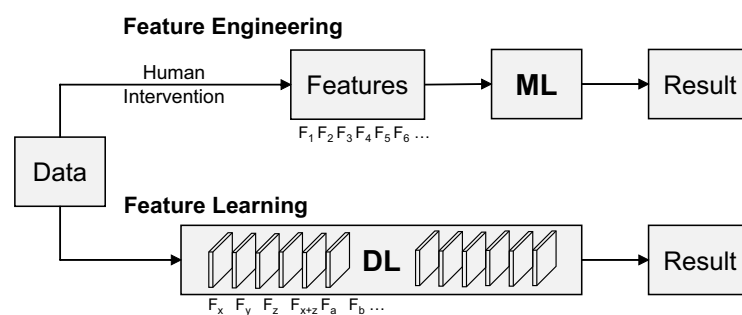 Feature Engineering
Human
Intervention
Features
ML
Result
F1 F2 F3 F4 F5 F6 ...
Data
Feature Learning
DL
Result
Fx Fy Fz Fx+z Fa Fb ...